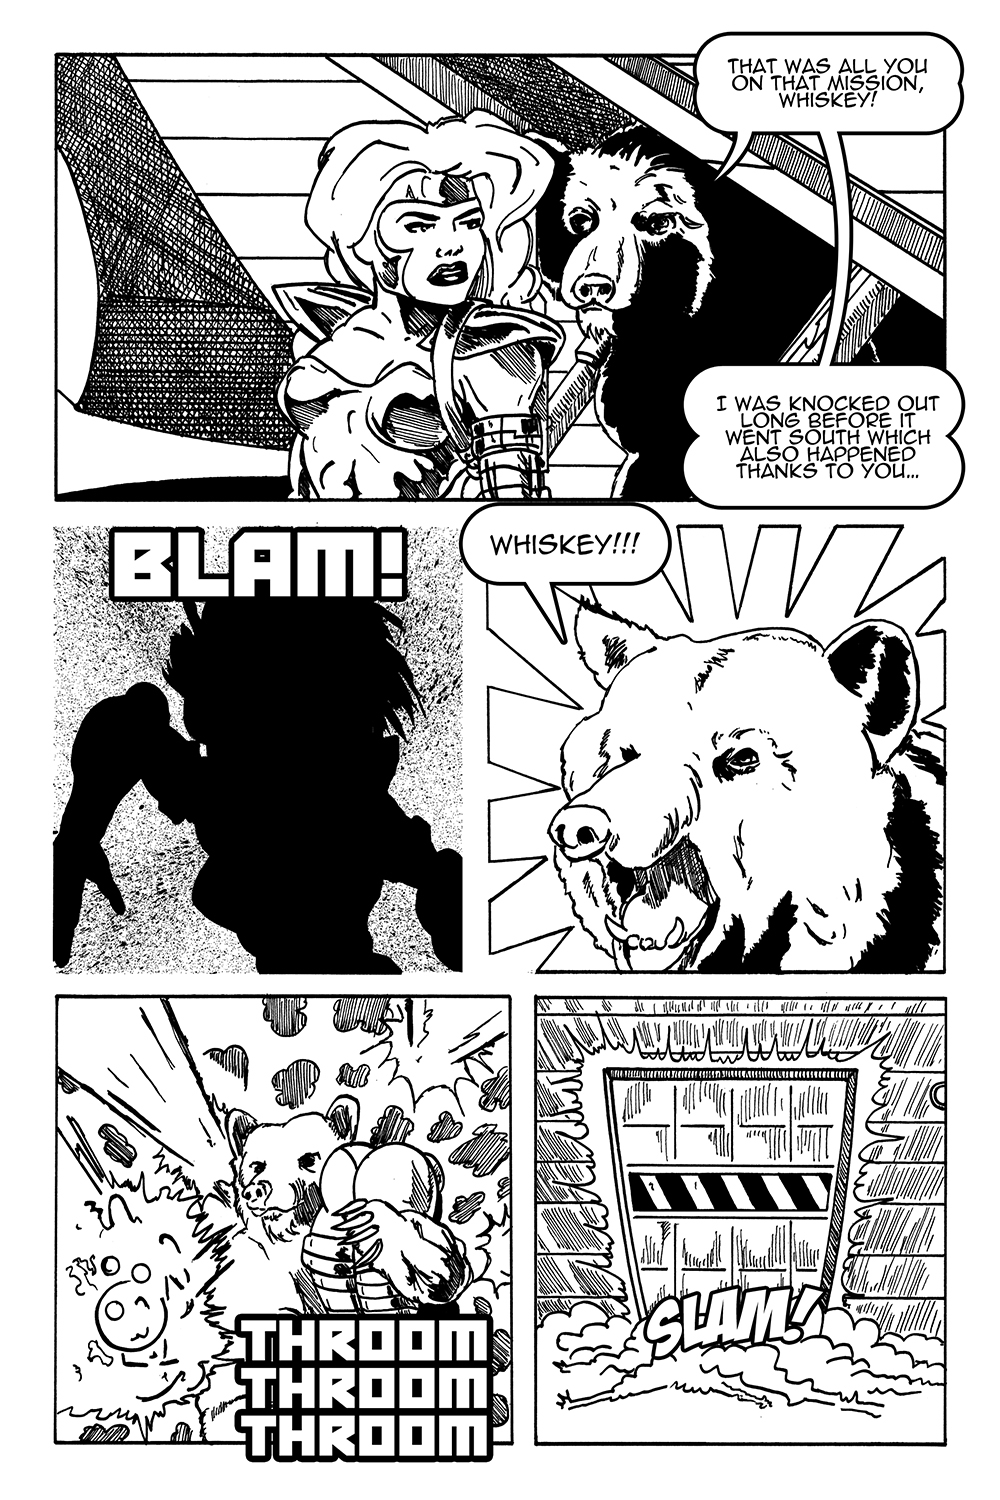 THAT WAS ALL YOU
ON THAT MISSION,
WHISKEY!
I WAS KNOCKED OUT
LONG BEFORE IT
WENT SOUTH WHICH
ALSO HAPPENED
THANKS TO YOU...
BLAM!
WHISKEY!!!
THROOM
THROOM
THROOM
SLAM!